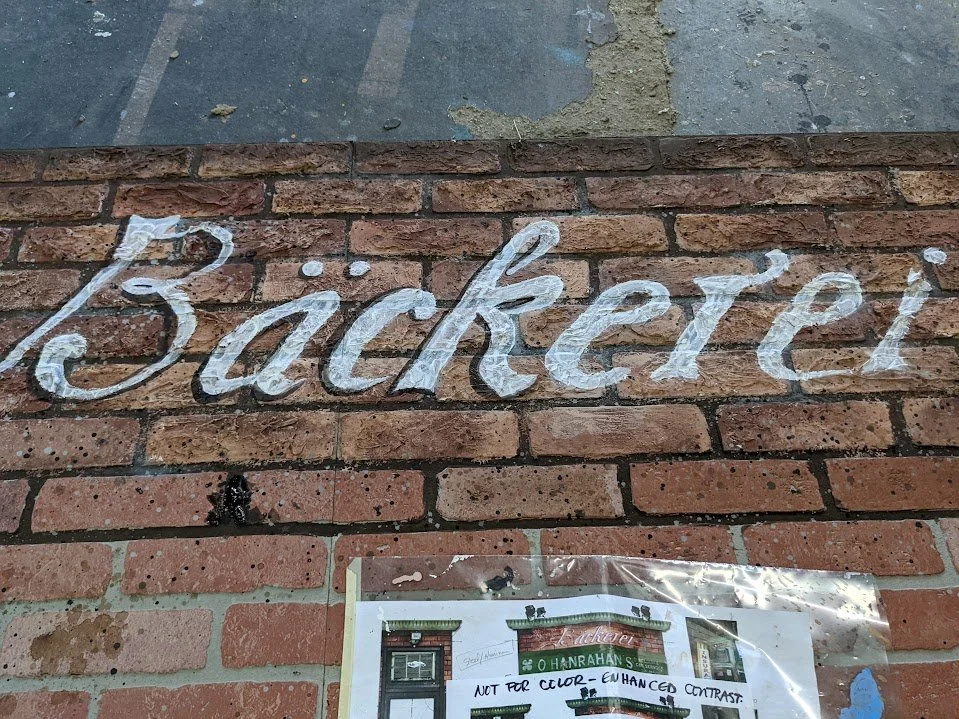 Bäckerei
Bäckerei
O'HANRAHAN'S
NOT FOR COLOR - ENHANCED CONTRAST.